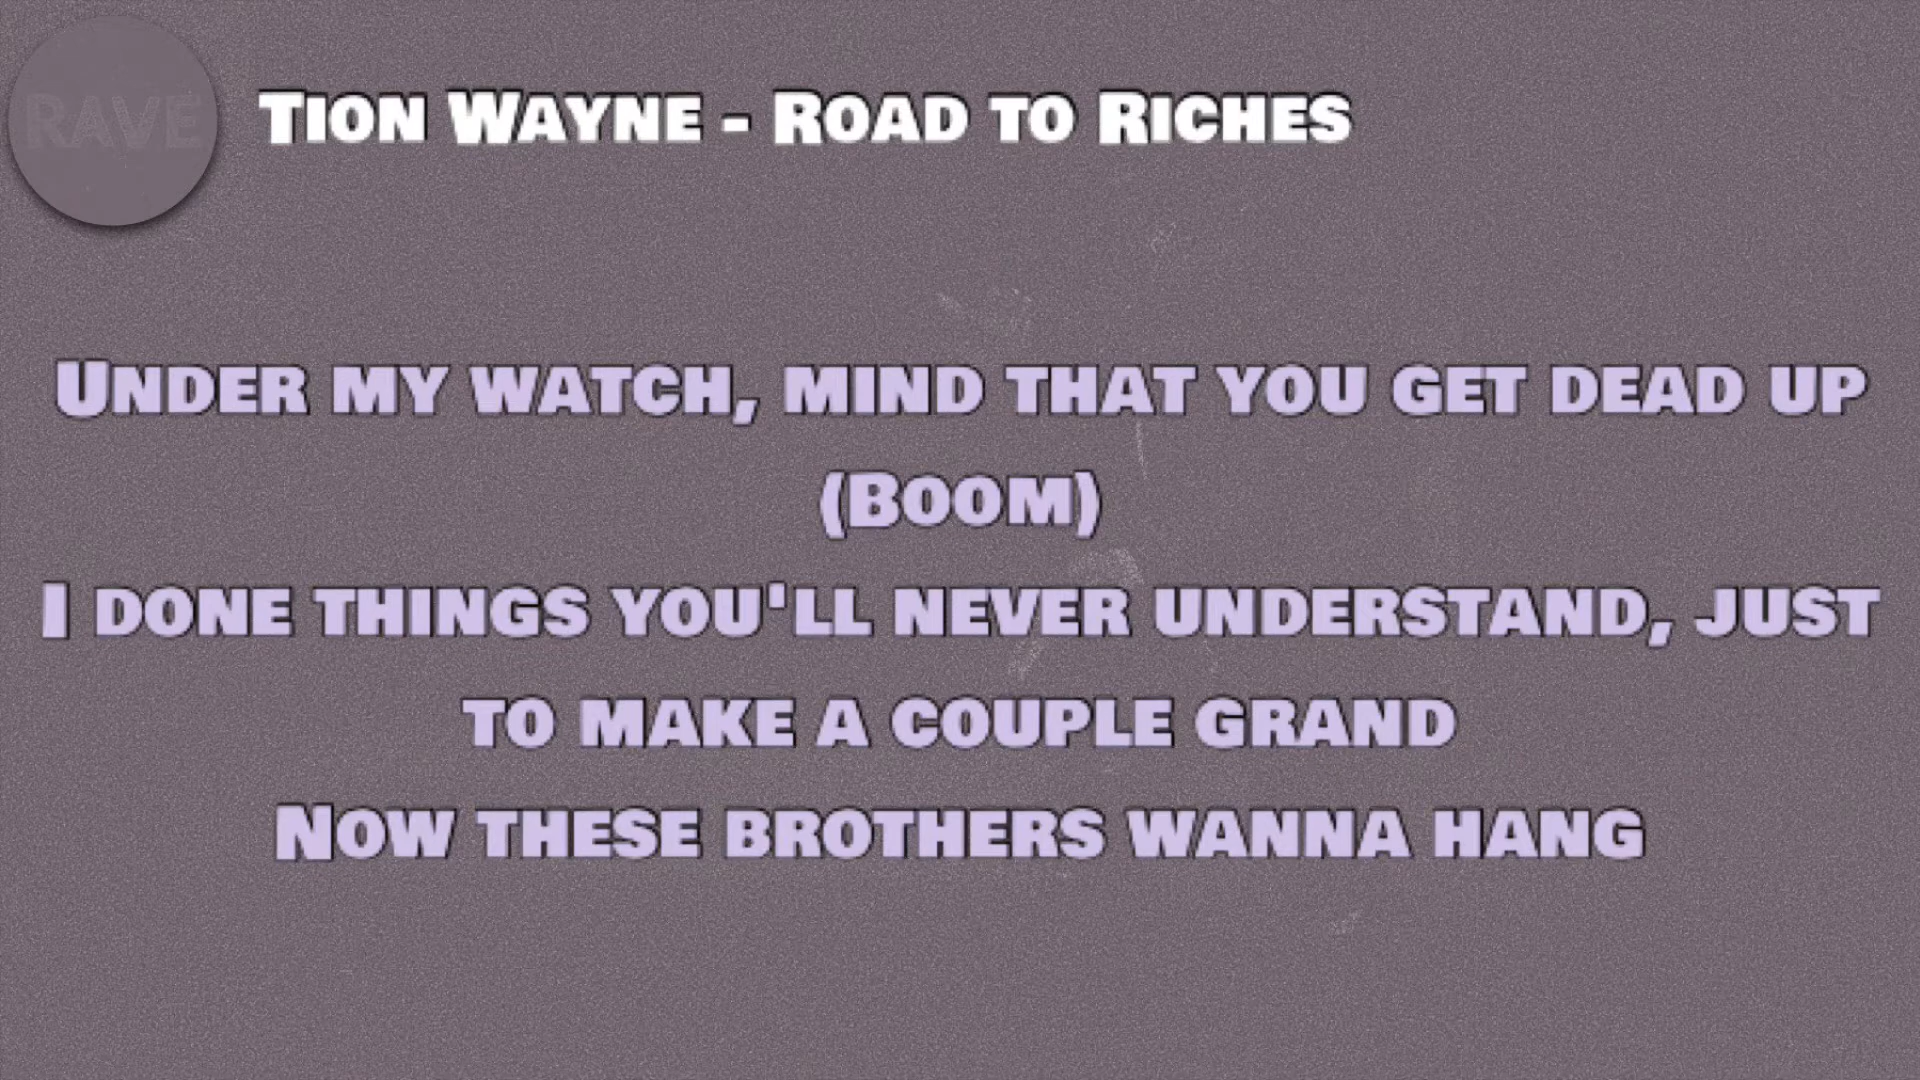 RAVE
Tion Wayne - Road to Riches
Under my watch, mind that you get dead up
(Boom)
I done things you'll never understand, just
to make a couple grand
Now these brothers wanna hang